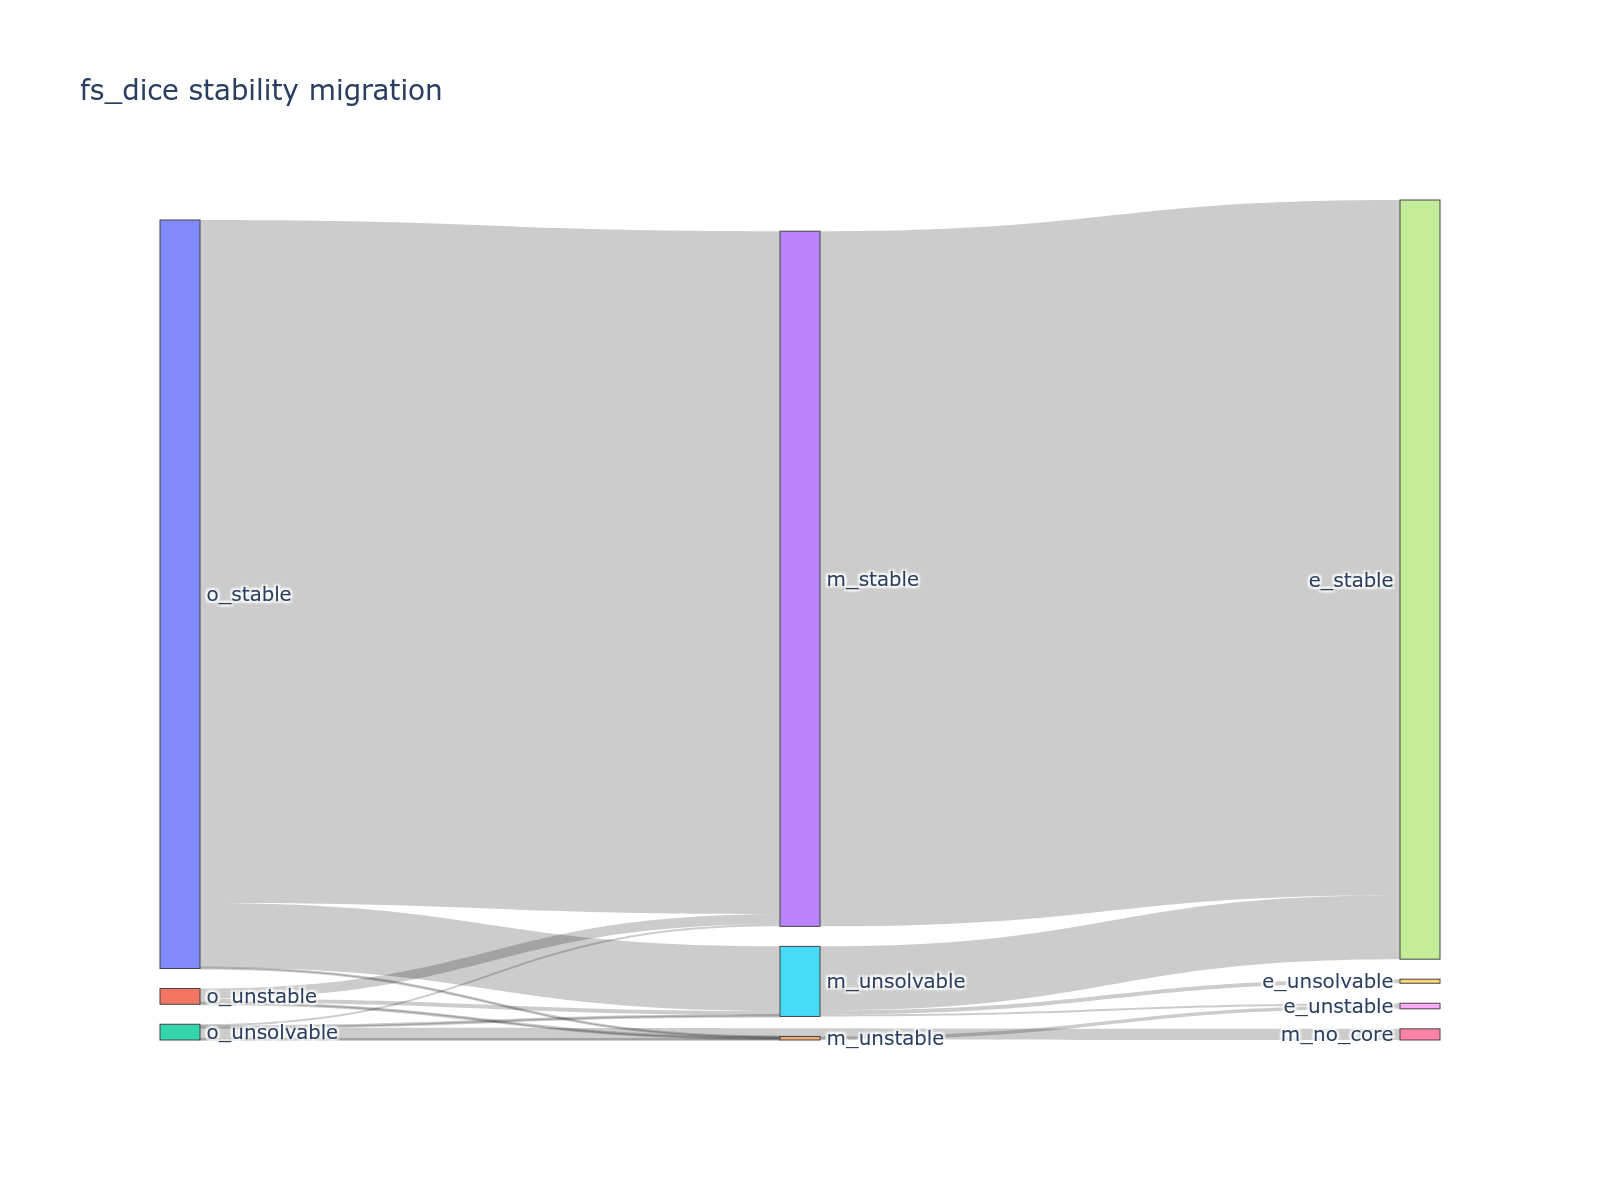 fs_dice stability migration
o_stable
m_stable
e_stable
m_unsolvable
e_unsolvable
o_unstable
e_unstable
o_unsolvable
m_unstable
m_no_core